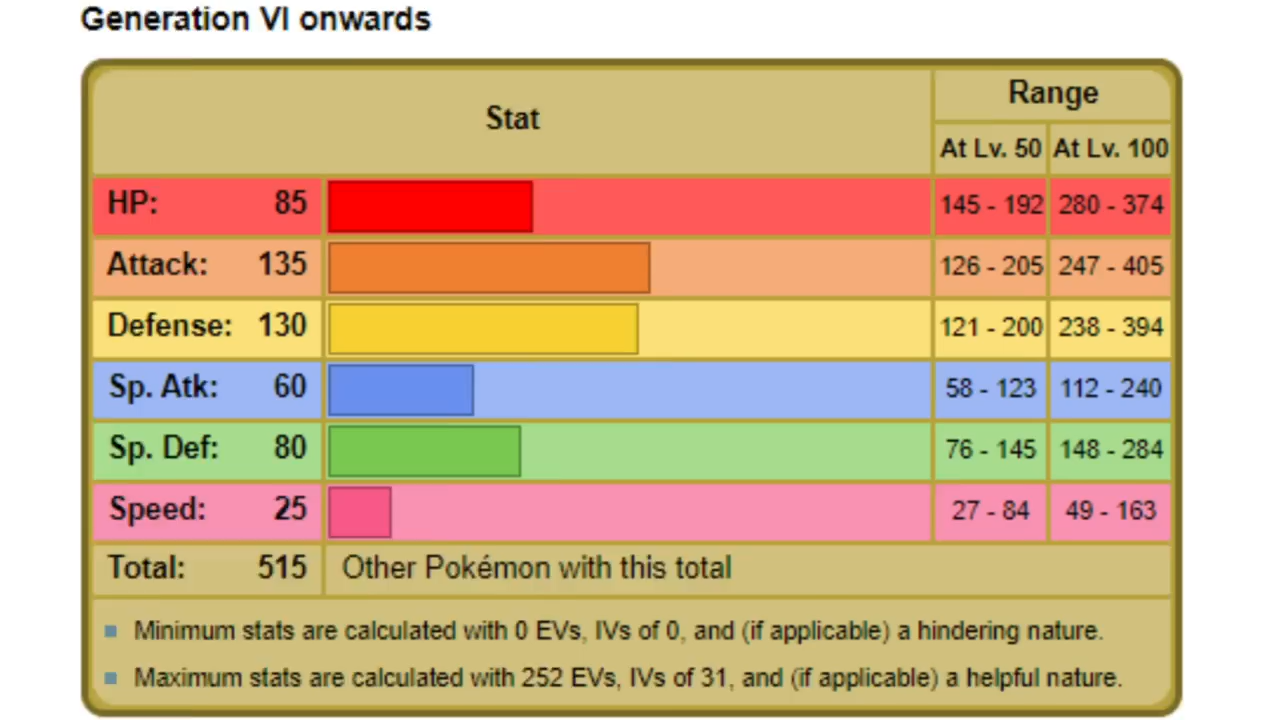 Generation VI onwards
Stat
Range
At Lv. 50 At Lv. 100
HP: 85 145 - 192 280 - 374
Attack: 135 126 - 205 247 - 405
Defense: 130 121 - 200 238 - 394
Sp. Atk: 60 58 - 123 112 - 240
Sp. Def: 80 76 - 145 148 - 284
Speed: 25 27 - 84 49 - 163
Total: 515 Other Pokémon with this total
Minimum stats are calculated with 0 EVs, IVs of 0, and (if applicable) a hindering nature.
Maximum stats are calculated with 252 EVs, IVs of 31, and (if applicable) a helpful nature.